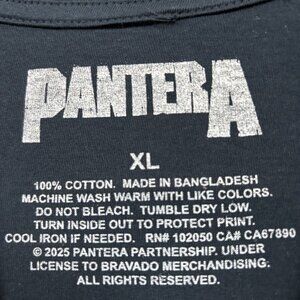 PANTERA
XL
100% COTTON. MADE IN BANGLADESH
MACHINE WASH WARM WITH LIKE COLORS.
DO NOT BLEACH. TUMBLE DRY LOW.
TURN INSIDE OUT TO PROTECT PRINT.
COOL IRON IF NEEDED. RN# 102050 CA# CA67890
© 2025 PANTERA PARTNERSHIP. UNDER
LICENSE TO BRAVADO MERCHANDISING.
ALL RIGHTS RESERVED.